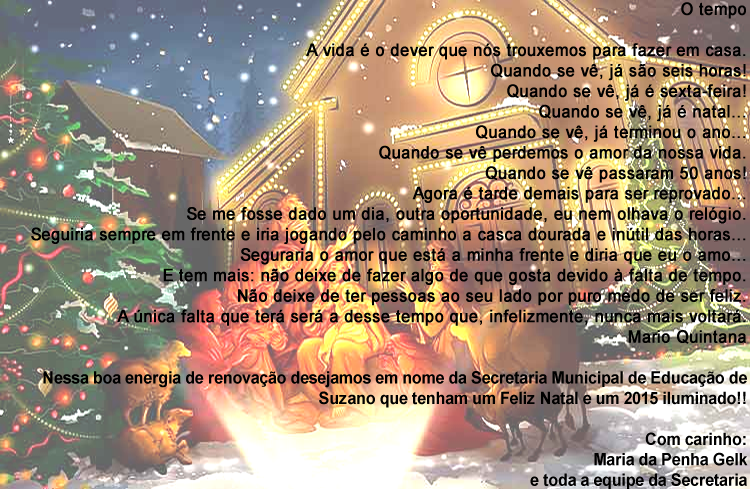 O tempo
A vida é o dever que nós trouxemos para fazer em casa.
Quando se vê, já são seis horas!
Quando se vê, já é sexta-feira!
Quando se vê, já é natal...
Quando se vê, já terminou o ano...
Quando se vê perdemos o amor da nossa vida.
Quando se vê passaram 50 anos!
Agora é tarde demais para ser reprovado...
Se me fosse dado um dia, outra oportunidade, eu nem olhava o relógio.
Seguiria sempre em frente e iria jogando pelo caminho a casca dourada e inútil das horas...
Seguraria o amor que está a minha frente e diria que eu o amo...
E tem mais: não deixe de fazer algo de que gosta devido à falta de tempo.
Não deixe de ter pessoas ao seu lado por puro medo de ser feliz.
A única falta que terá será a desse tempo que, infelizmente, nunca mais voltará.
Mario Quintana
Nessa boa energia de renovação desejamos em nome da Secretaria Municipal de Educação de
Suzano que tenham um Feliz Natal e um 2015 iluminado!!
Com carinho:
Maria da Penha Gelk
e toda a equipe da Secretaria